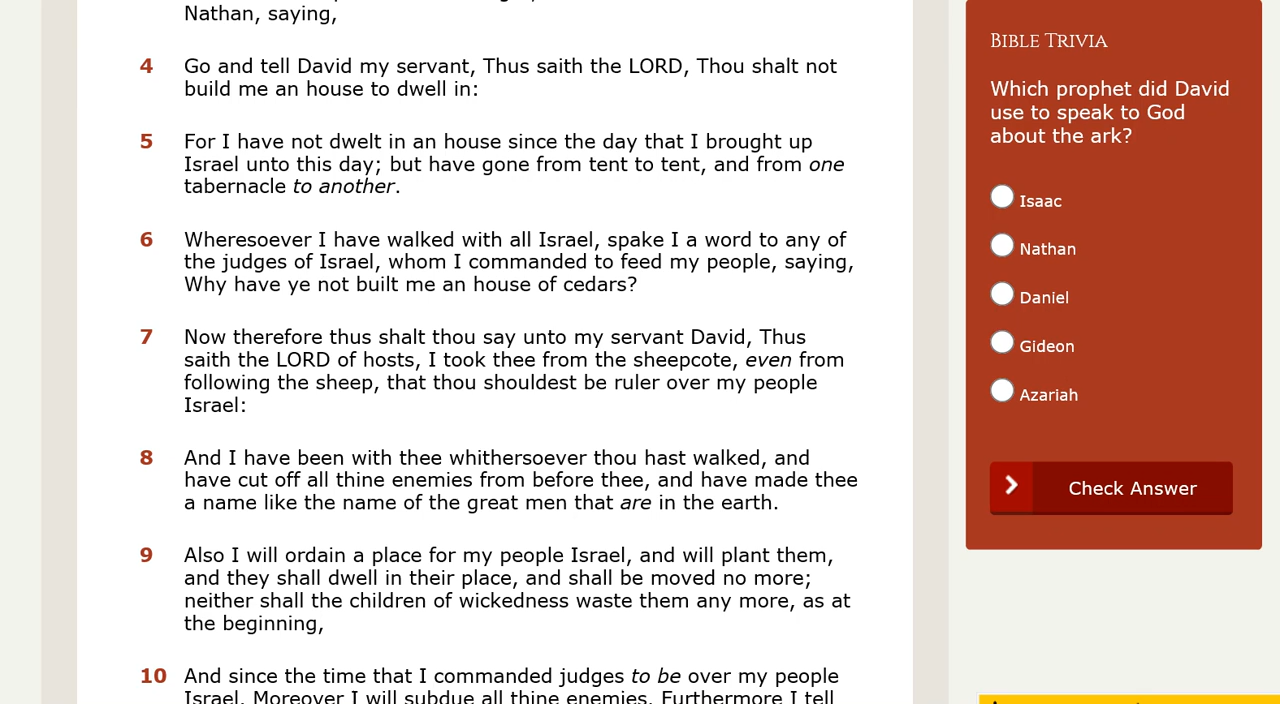 Nathan, saying,
4 Go and tell David my servant, Thus saith the LORD, Thou shalt not
build me an house to dwell in:
5 For I have not dwelt in an house since the day that I brought up
Israel unto this day; but have gone from tent to tent, and from one
tabernacle to another.
6 Wheresoever I have walked with all Israel, spake I a word to any of
the judges of Israel, whom I commanded to feed my people, saying,
Why have ye not built me an house of cedars?
7 Now therefore thus shalt thou say unto my servant David, Thus
saith the LORD of hosts, I took thee from the sheepcote, even from
following the sheep, that thou shouldest be ruler over my people
Israel:
8 And I have been with thee whithersoever thou hast walked, and
have cut off all thine enemies from before thee, and have made thee
a name like the name of the great men that are in the earth.
9 Also I will ordain a place for my people Israel, and will plant them,
and they shall dwell in their place, and shall be moved no more;
neither shall the children of wickedness waste them any more, as at
the beginning,
10 And since the time that I commanded judges to be over my people
Israel. Moreover I will subdue all thine enemies. Furthermore I tell
Bible Trivia
Which prophet did David
use to speak to God
about the ark?
Isaac
Nathan
Daniel
Gideon
Azariah
Check Answer